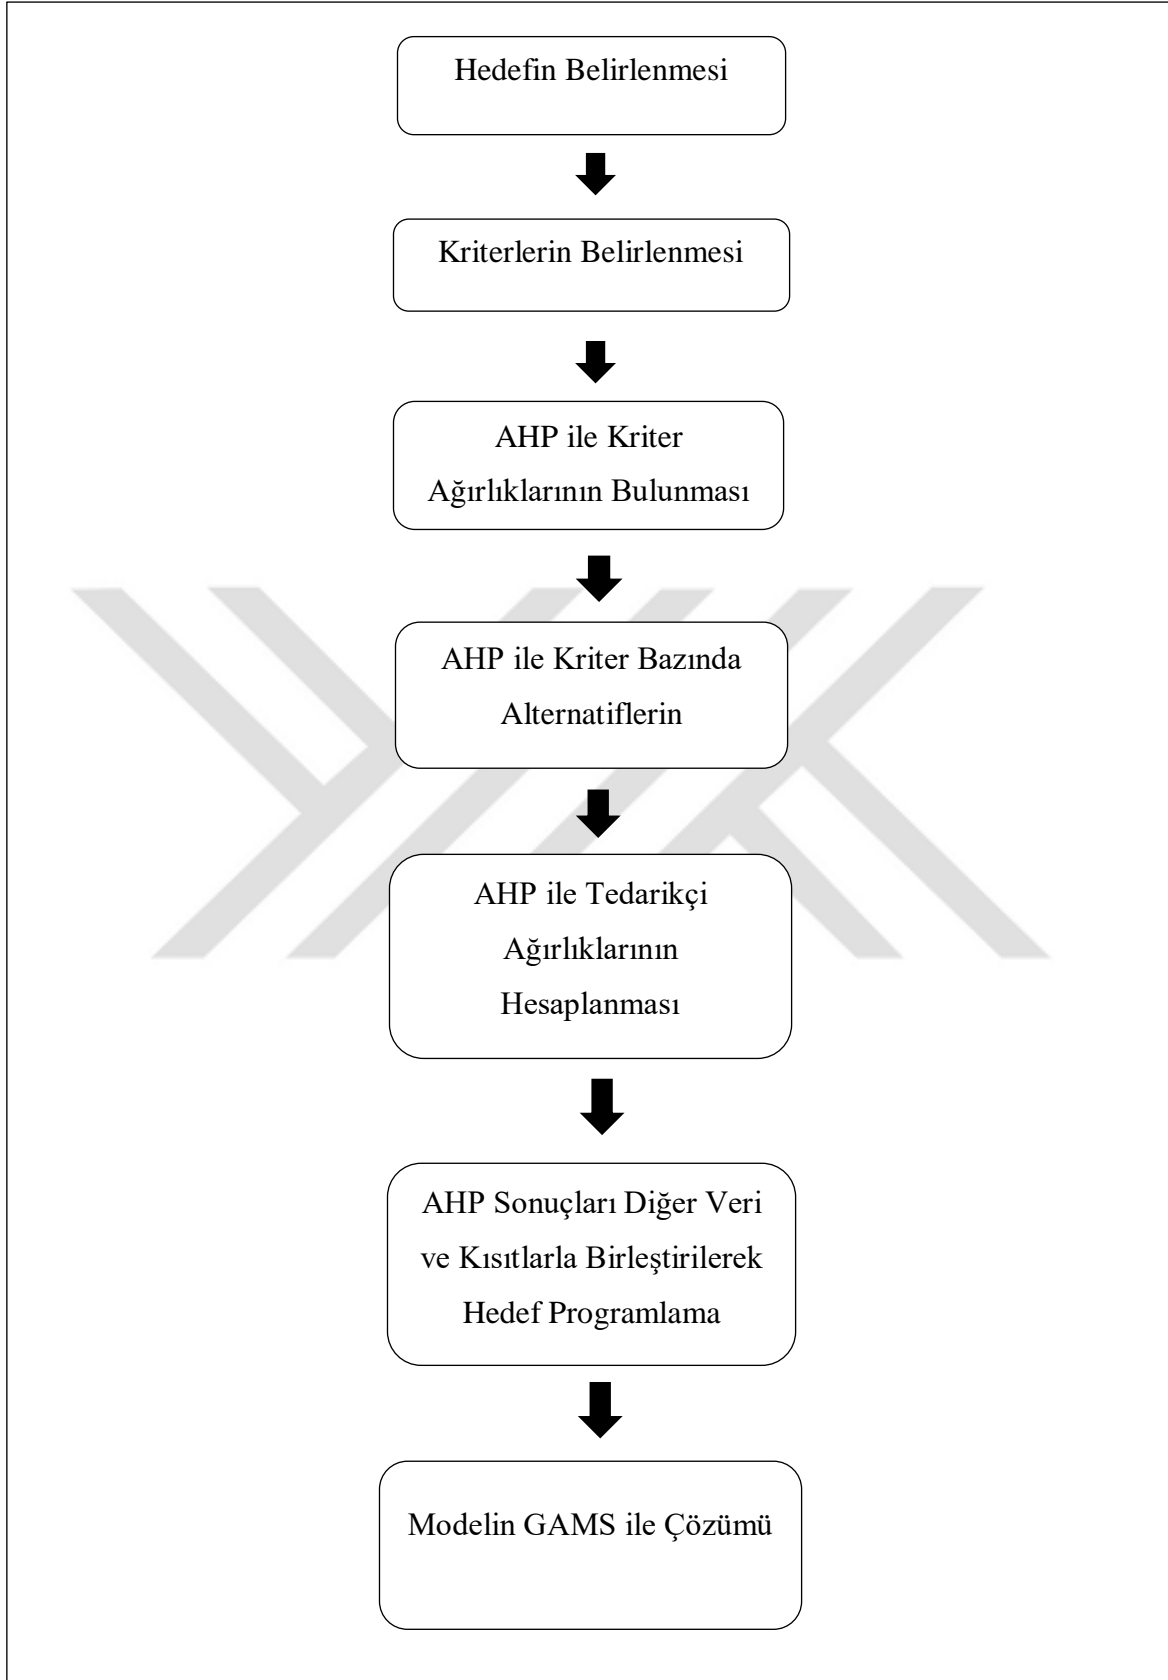 Hedefin Belirlenmesi
Kriterlerin Belirlenmesi
AHP ile Kriter
Ağırlıklarının Bulunması
AHP ile Kriter Bazında
Alternatiflerin
AHP ile Tedarikçi
Ağırlıklarının
Hesaplanması
AHP Sonuçları Diğer Veri
ve Kısıtlarla Birleştirilerek
Hedef Programlama
Modelin GAMS ile Çözümü